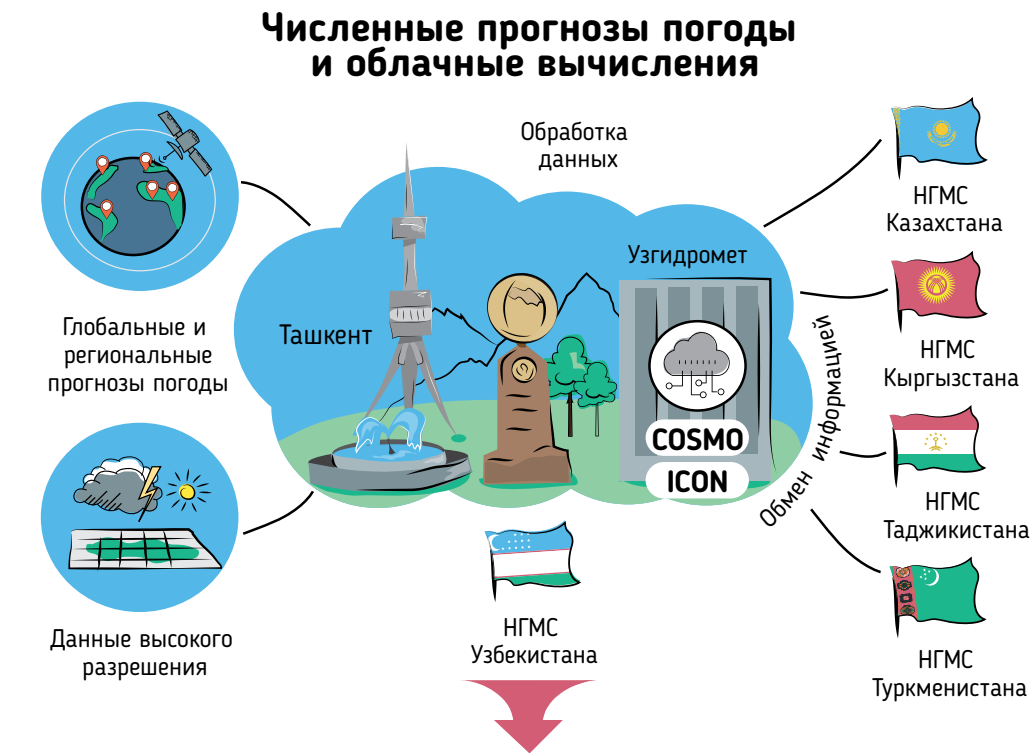 Численные прогнозы погоды
и облачные вычисления
Обработка
данных
Глобальные и
региональные
прогнозы погоды
Данные высокого
разрешения
Ташкент
Узгидромет
COSMO
ICON
НГМС
Узбекистана
Обмен информацией
НГМС
Казахстана
НГМС
Кыргызстана
НГМС
Таджикистана
НГМС
Туркменистана